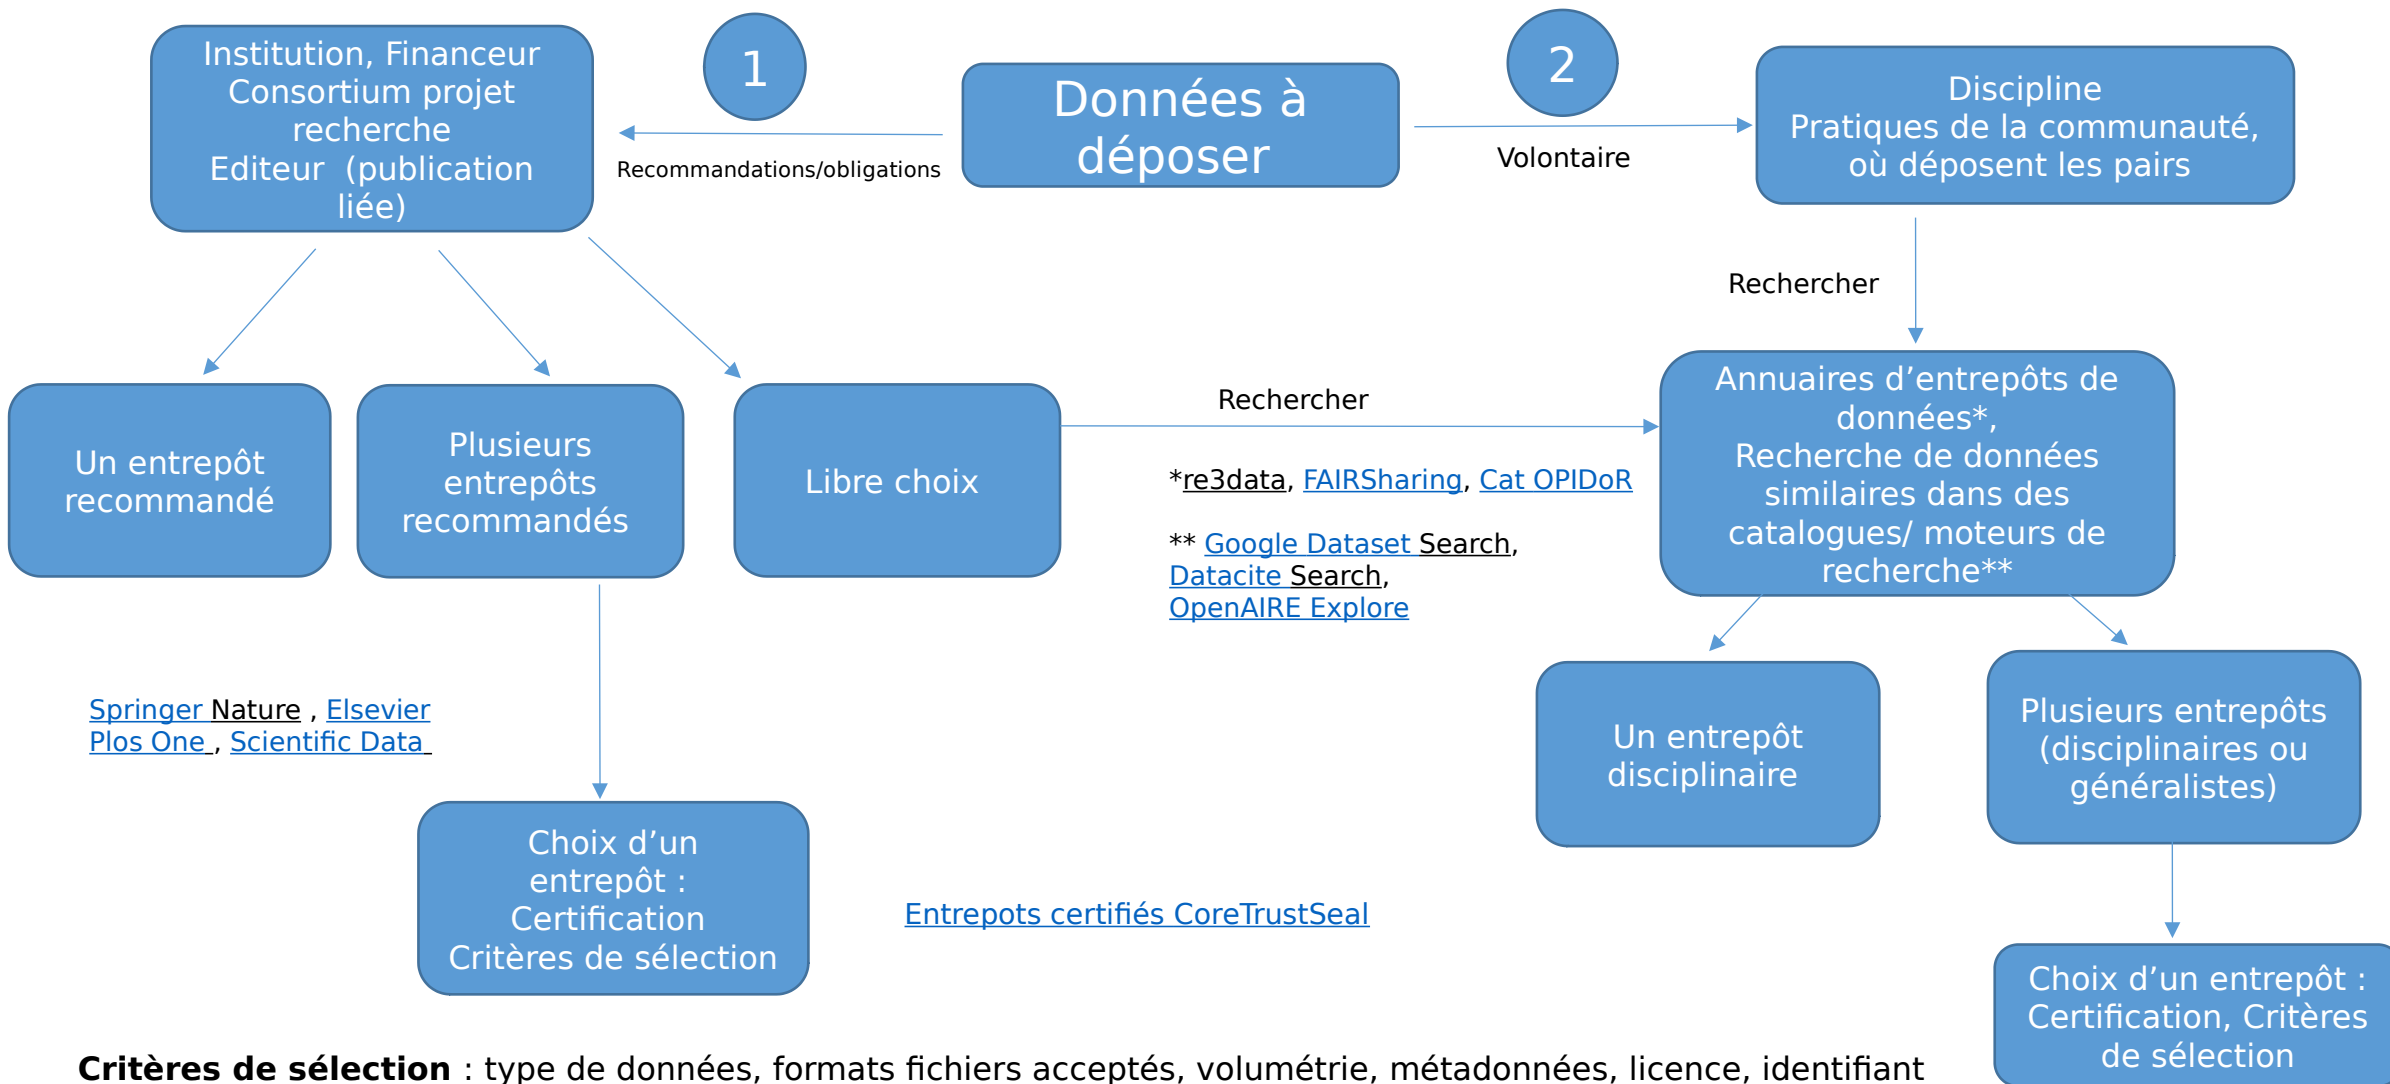 Institution, Financeur
Consortium projet
recherche
Editeur  (publication
liée)
1
Recommandations/obligations
Données à
déposer
2
Volontaire
Discipline
Pratiques de la communauté,
où déposent les pairs
Rechercher
Un entrepôt
recommandé
Plusieurs
entrepôts
recommandés
Libre choix
Rechercher
*re3data, FAIRSharing, Cat OPIDoR
** Google Dataset Search,
Datacite Search,
OpenAIRE Explore
Annuaires d’entrepôts de
données*,
Recherche de données
similaires dans des
catalogues/ moteurs de
recherche**
Springer Nature , Elsevier
Plos One , Scientific Data
Un entrepôt
disciplinaire
Plusieurs entrepôts
(disciplinaires ou
généralistes)
Choix d’un
entrepôt :
Certification
Critères de sélection
Entrepots certifiés CoreTrustSeal
Choix d’un entrepôt :
Certification, Critères
de sélection
Critères de sélection : type de données, formats fichiers acceptés, volumétrie, métadonnées, licence, identifiant